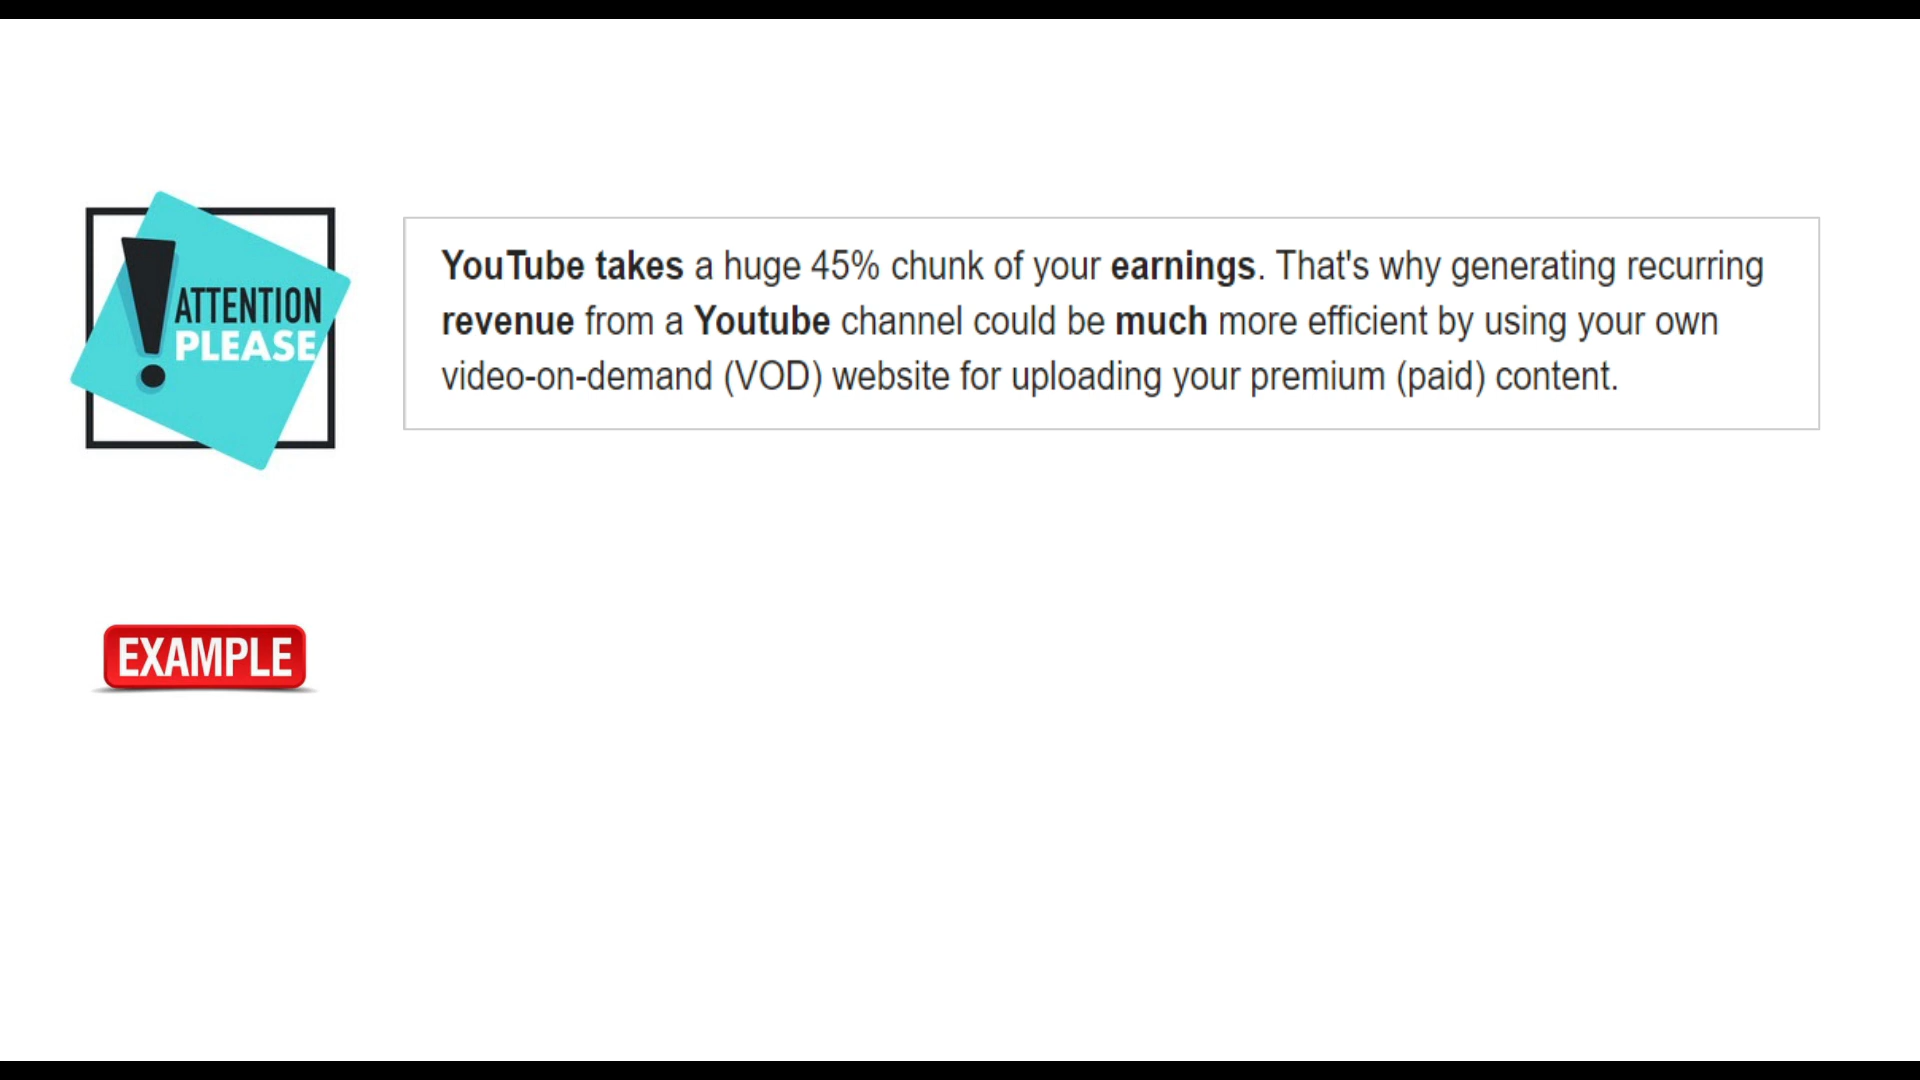 ATTENTION
PLEASE
YouTube takes a huge 45% chunk of your earnings. That's why generating recurring
revenue from a Youtube channel could be much more efficient by using your own
video-on-demand (VOD) website for uploading your premium (paid) content.
EXAMPLE